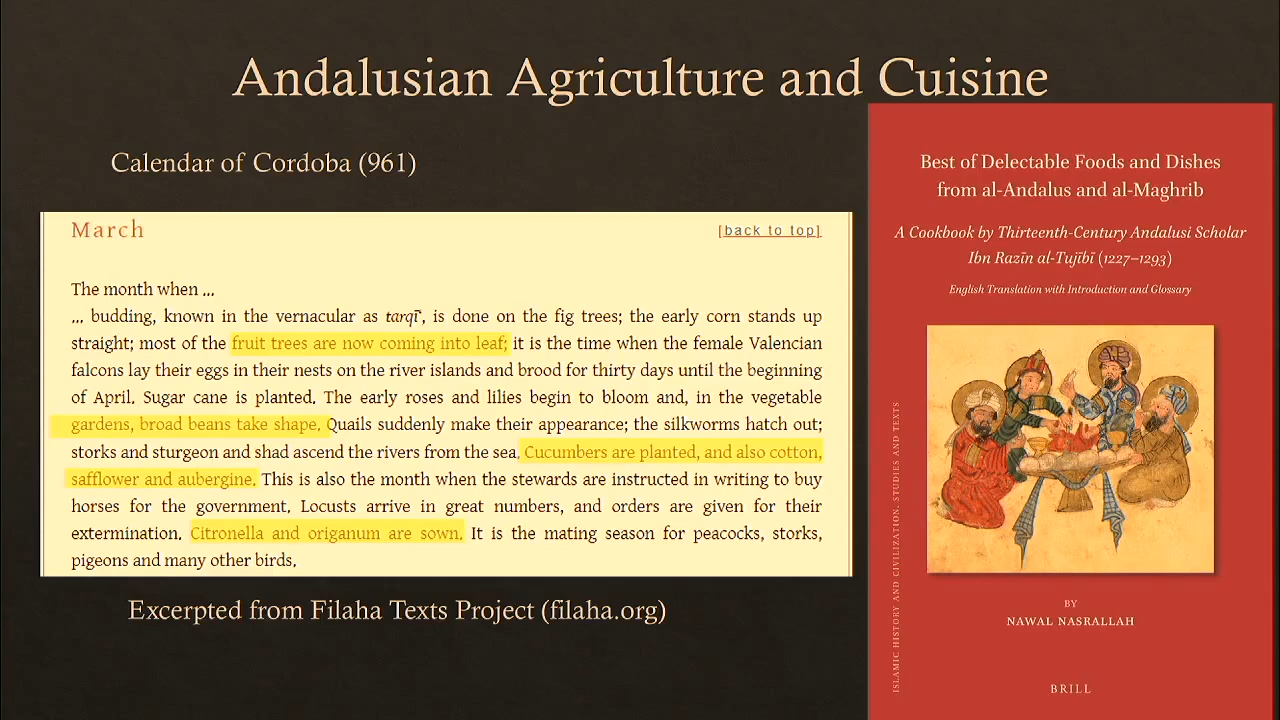 Andalusian Agriculture and Cuisine
Calendar of Cordoba (961)
March
[back to top]
The month when ...
... budding, known in the vernacular as tarqī‘, is done on the fig trees; the early corn stands up
straight; most of the fruit trees are now coming into leaf; it is the time when the female Valencian
falcons lay their eggs in their nests on the river islands and brood for thirty days until the beginning
of April. Sugar cane is planted. The early roses and lilies begin to bloom and, in the vegetable
gardens, broad beans take shape. Quails suddenly make their appearance; the silkworms hatch out;
storks and sturgeon and shad ascend the rivers from the sea. Cucumbers are planted, and also cotton,
safflower and aubergine. This is also the month when the stewards are instructed in writing to buy
horses for the government. Locusts arrive in great numbers, and orders are given for their
extermination. Citronella and origanum are sown. It is the mating season for peacocks, storks,
pigeons and many other birds.
Excerpted from Filaha Texts Project (filaha.org)
Best of Delectable Foods and Dishes
from al-Andalus and al-Maghrib
A Cookbook by Thirteenth-Century Andalusi Scholar
Ibn Razīn al-Tujībī (1227–1293)
English Translation with Introduction and Glossary
ISLAMIC HISTORY AND CIVILIZATION. STUDIES AND TEXTS
BY
NAWAL NASRALLAH
BRILL